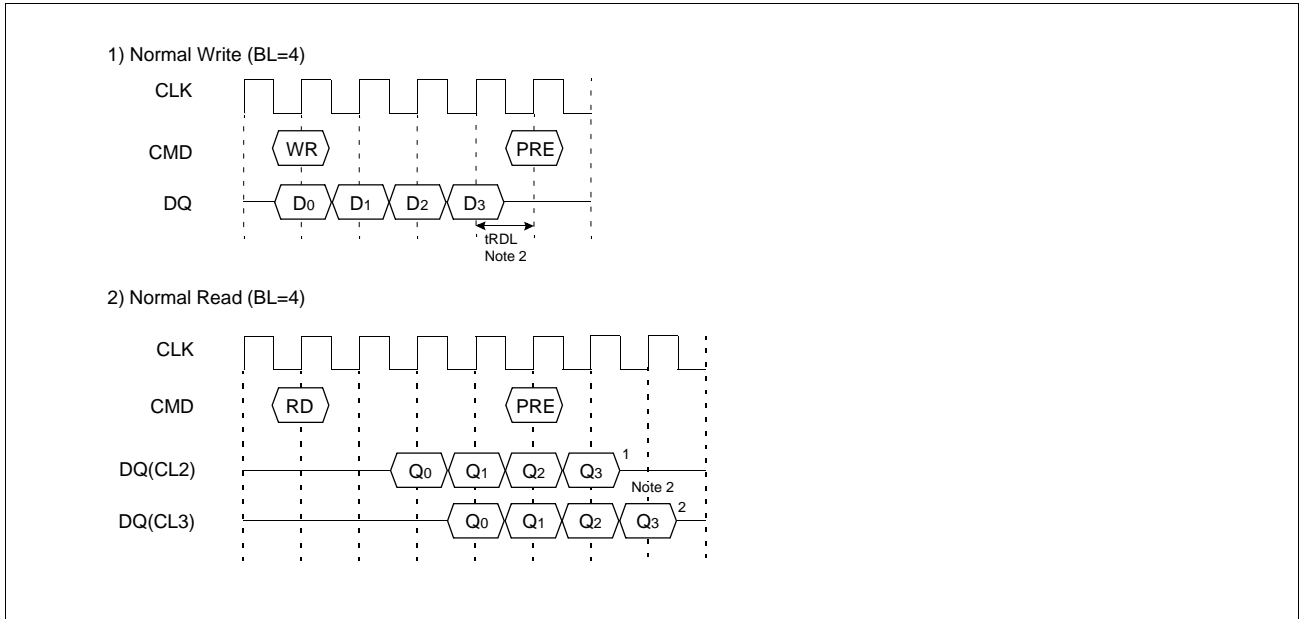 1) Normal Write (BL=4)
CLK
CMD WR PRE
DQ D0 D1 D2 D3
tRDL
Note 2
2) Normal Read (BL=4)
CLK
CMD RD PRE
DQ(CL2) Q0 Q1 Q2 Q3 1
Note 2
DQ(CL3) Q0 Q1 Q2 Q3 2